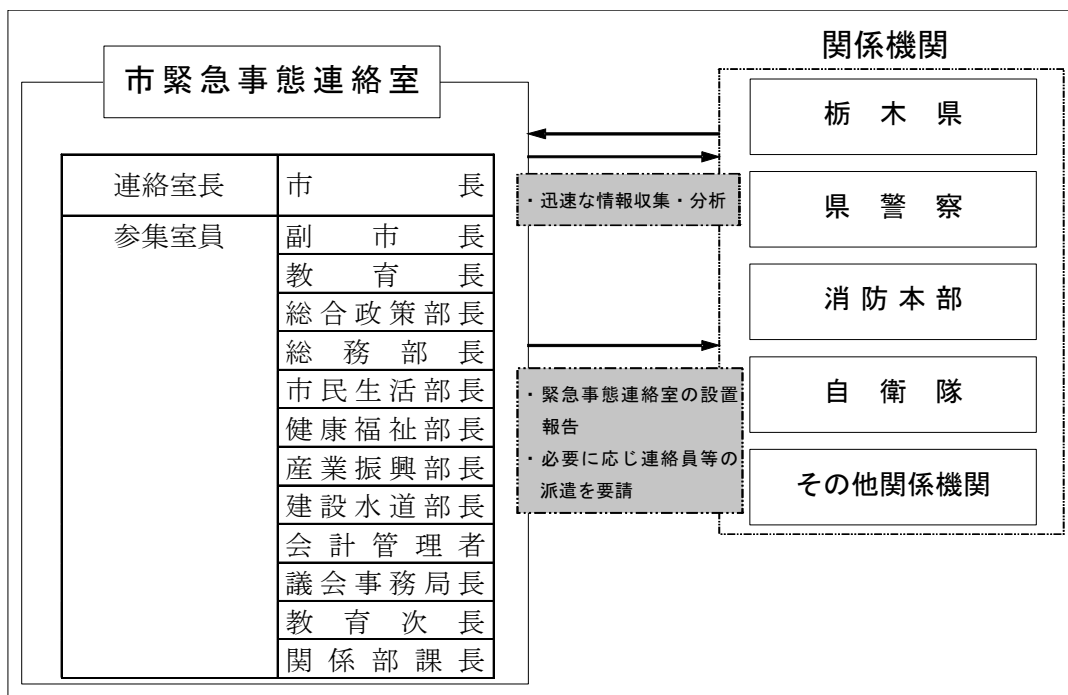 市緊急事態連絡室
連絡室長 市長
参集室員 副市長
教育長
総合政策部長
総務部長
市民生活部長
健康福祉部長
産業振興部長
建設水道部長
会計管理者
議会事務局長
教育次長
関係部課長
・迅速な情報収集・分析
・緊急事態連絡室の設置
報告
・必要に応じ連絡員等の
派遣を要請
関係機関
栃木県
県警察
消防本部
自衛隊
その他関係機関